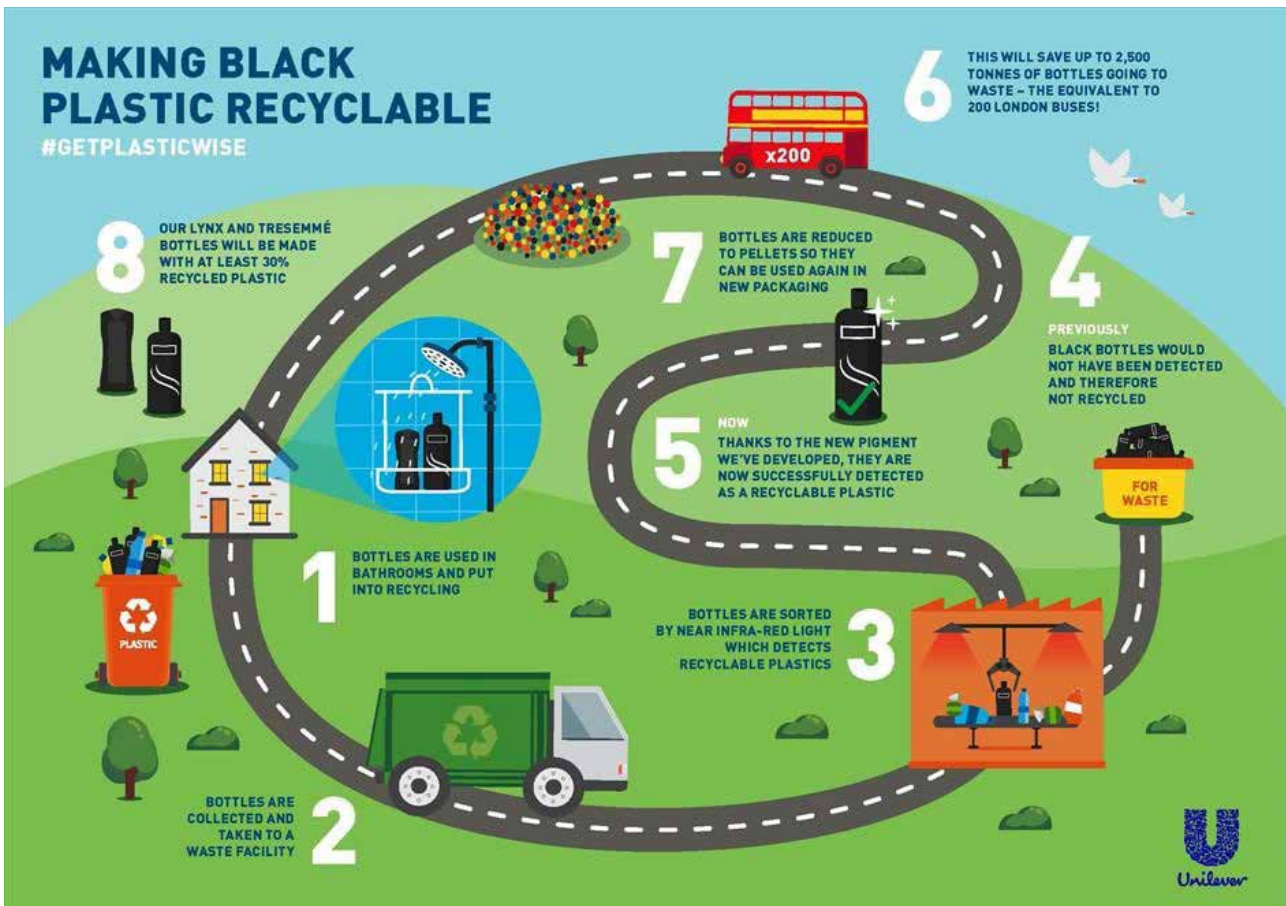 MAKING BLACK
PLASTIC RECYCLABLE
#GETPLASTICWISE
1
BOTTLES ARE USED IN
BATHROOMS AND PUT
INTO RECYCLING
PLASTIC
2
BOTTLES ARE
COLLECTED AND
TAKEN TO A
WASTE FACILITY
3
BOTTLES ARE SORTED
BY NEAR INFRA-RED LIGHT
WHICH DETECTS
RECYCLABLE PLASTICS
4
PREVIOUSLY
BLACK BOTTLES WOULD
NOT HAVE BEEN DETECTED
AND THEREFORE
NOT RECYCLED
FOR
WASTE
5
NOW
THANKS TO THE NEW PIGMENT
WE'VE DEVELOPED, THEY ARE
NOW SUCCESSFULLY DETECTED
AS A RECYCLABLE PLASTIC
6
THIS WILL SAVE UP TO 2,500
TONNES OF BOTTLES GOING TO
WASTE – THE EQUIVALENT TO
200 LONDON BUSES!
x200
7
BOTTLES ARE REDUCED
TO PELLETS SO THEY
CAN BE USED AGAIN IN
NEW PACKAGING
8
OUR LYNX AND TRESEMMÉ
BOTTLES WILL BE MADE
WITH AT LEAST 30%
RECYCLED PLASTIC
Unilever